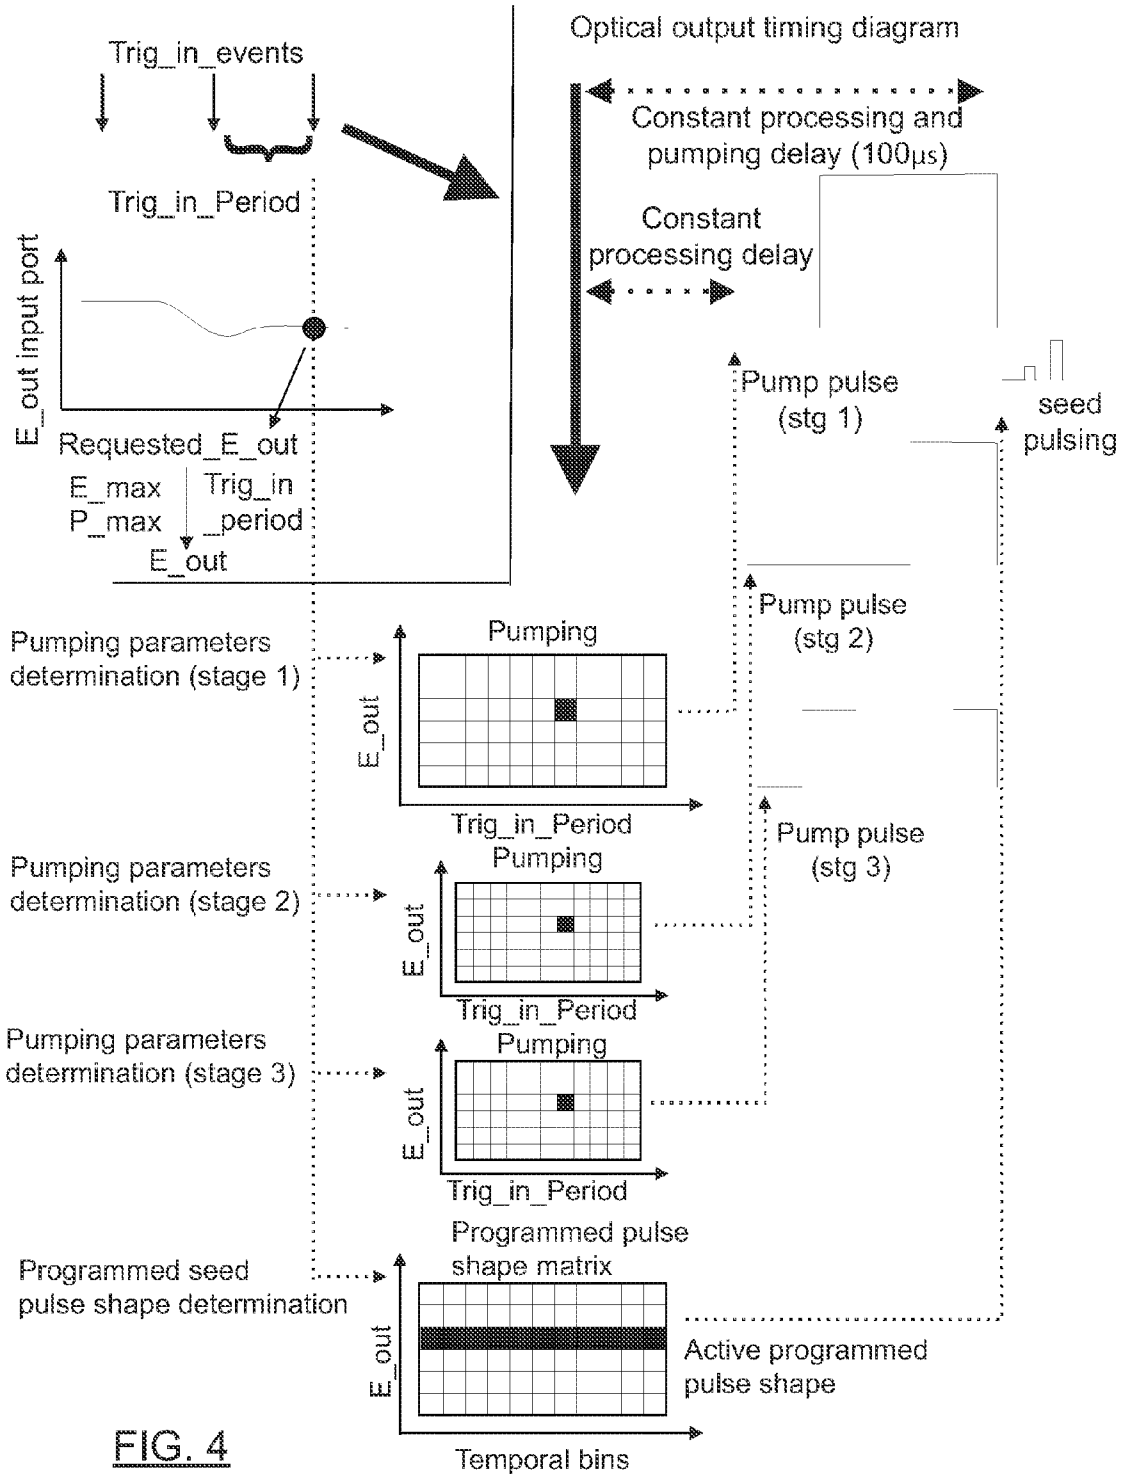 Optical output timing diagram
Trig_in_events
Constant processing and
pumping delay (100µs)
Trig_in_Period
Constant
processing delay
E_out input port
Pump pulse
(stg 1)
seed
pulsing
Requested_E_out
E_max
Trig_in
P_max
_period
E_out
Pump pulse
(stg 2)
Pumping parameters
determination (stage 1)
Pumping
E_out
Trig_in_Period
Pump pulse
(stg 3)
Pumping parameters
determination (stage 2)
Pumping
E_out
Trig_in_Period
Pumping parameters
determination (stage 3)
Pumping
E_out
Trig_in_Period
Programmed seed
pulse shape determination
Programmed pulse
shape matrix
E_out
Active programmed
pulse shape
Temporal bins
FIG. 4